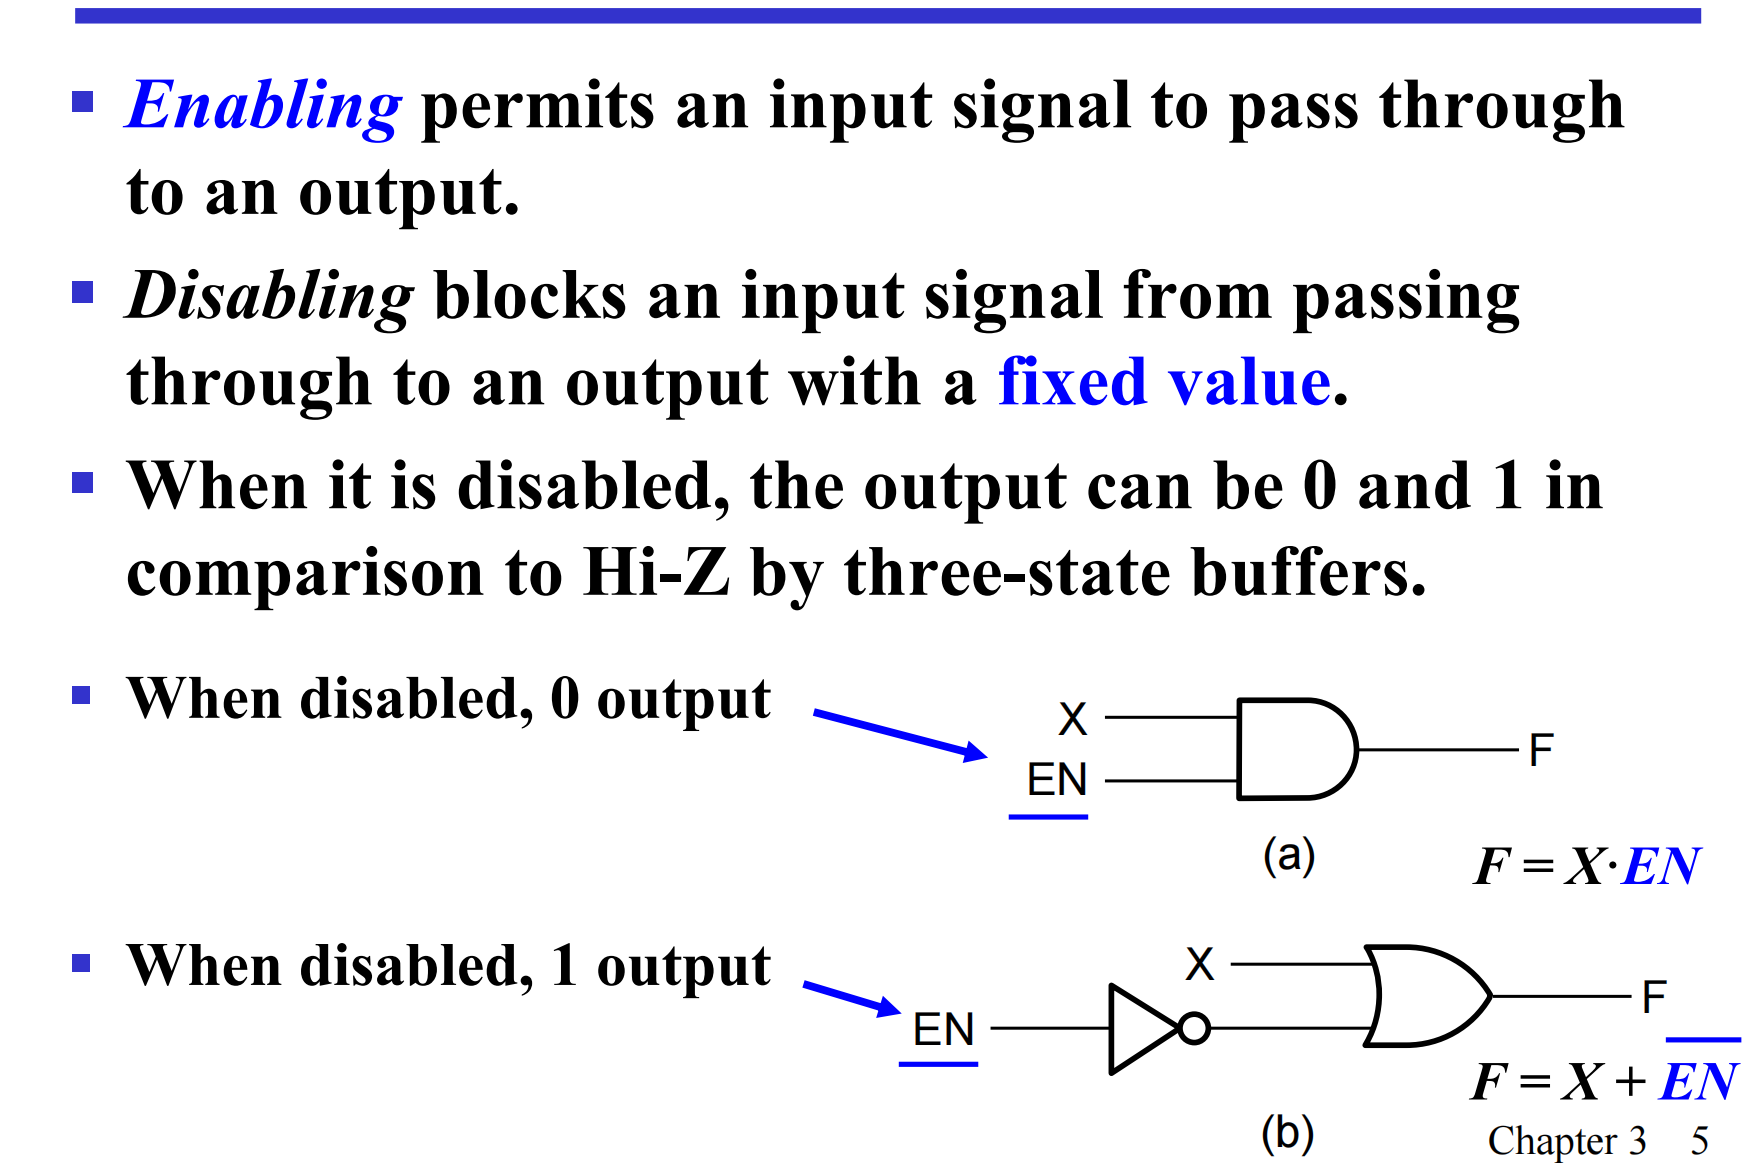 Enabling permits an input signal to pass through
to an output.
Disabling blocks an input signal from passing
through to an output with a fixed value.
When it is disabled, the output can be 0 and 1 in
comparison to Hi-Z by three-state buffers.
When disabled, 0 output
X
EN
F
(a)
F = X·EN
When disabled, 1 output
X
EN
F
F = X + E̅N̅
(b)
Chapter 3 5